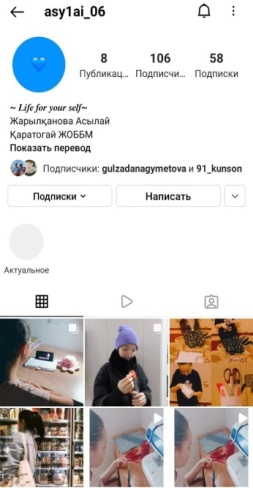 asy1ai_06
8 106 58
Публикац... Подписчи... Подписки
~ Life for your self~
Жарылқанова Асылай
Қаратогай ЖОББМ
Показать перевод
Подписчики: gulzadanagymetova и 91_kunson
Подписки Написать
Актуальное